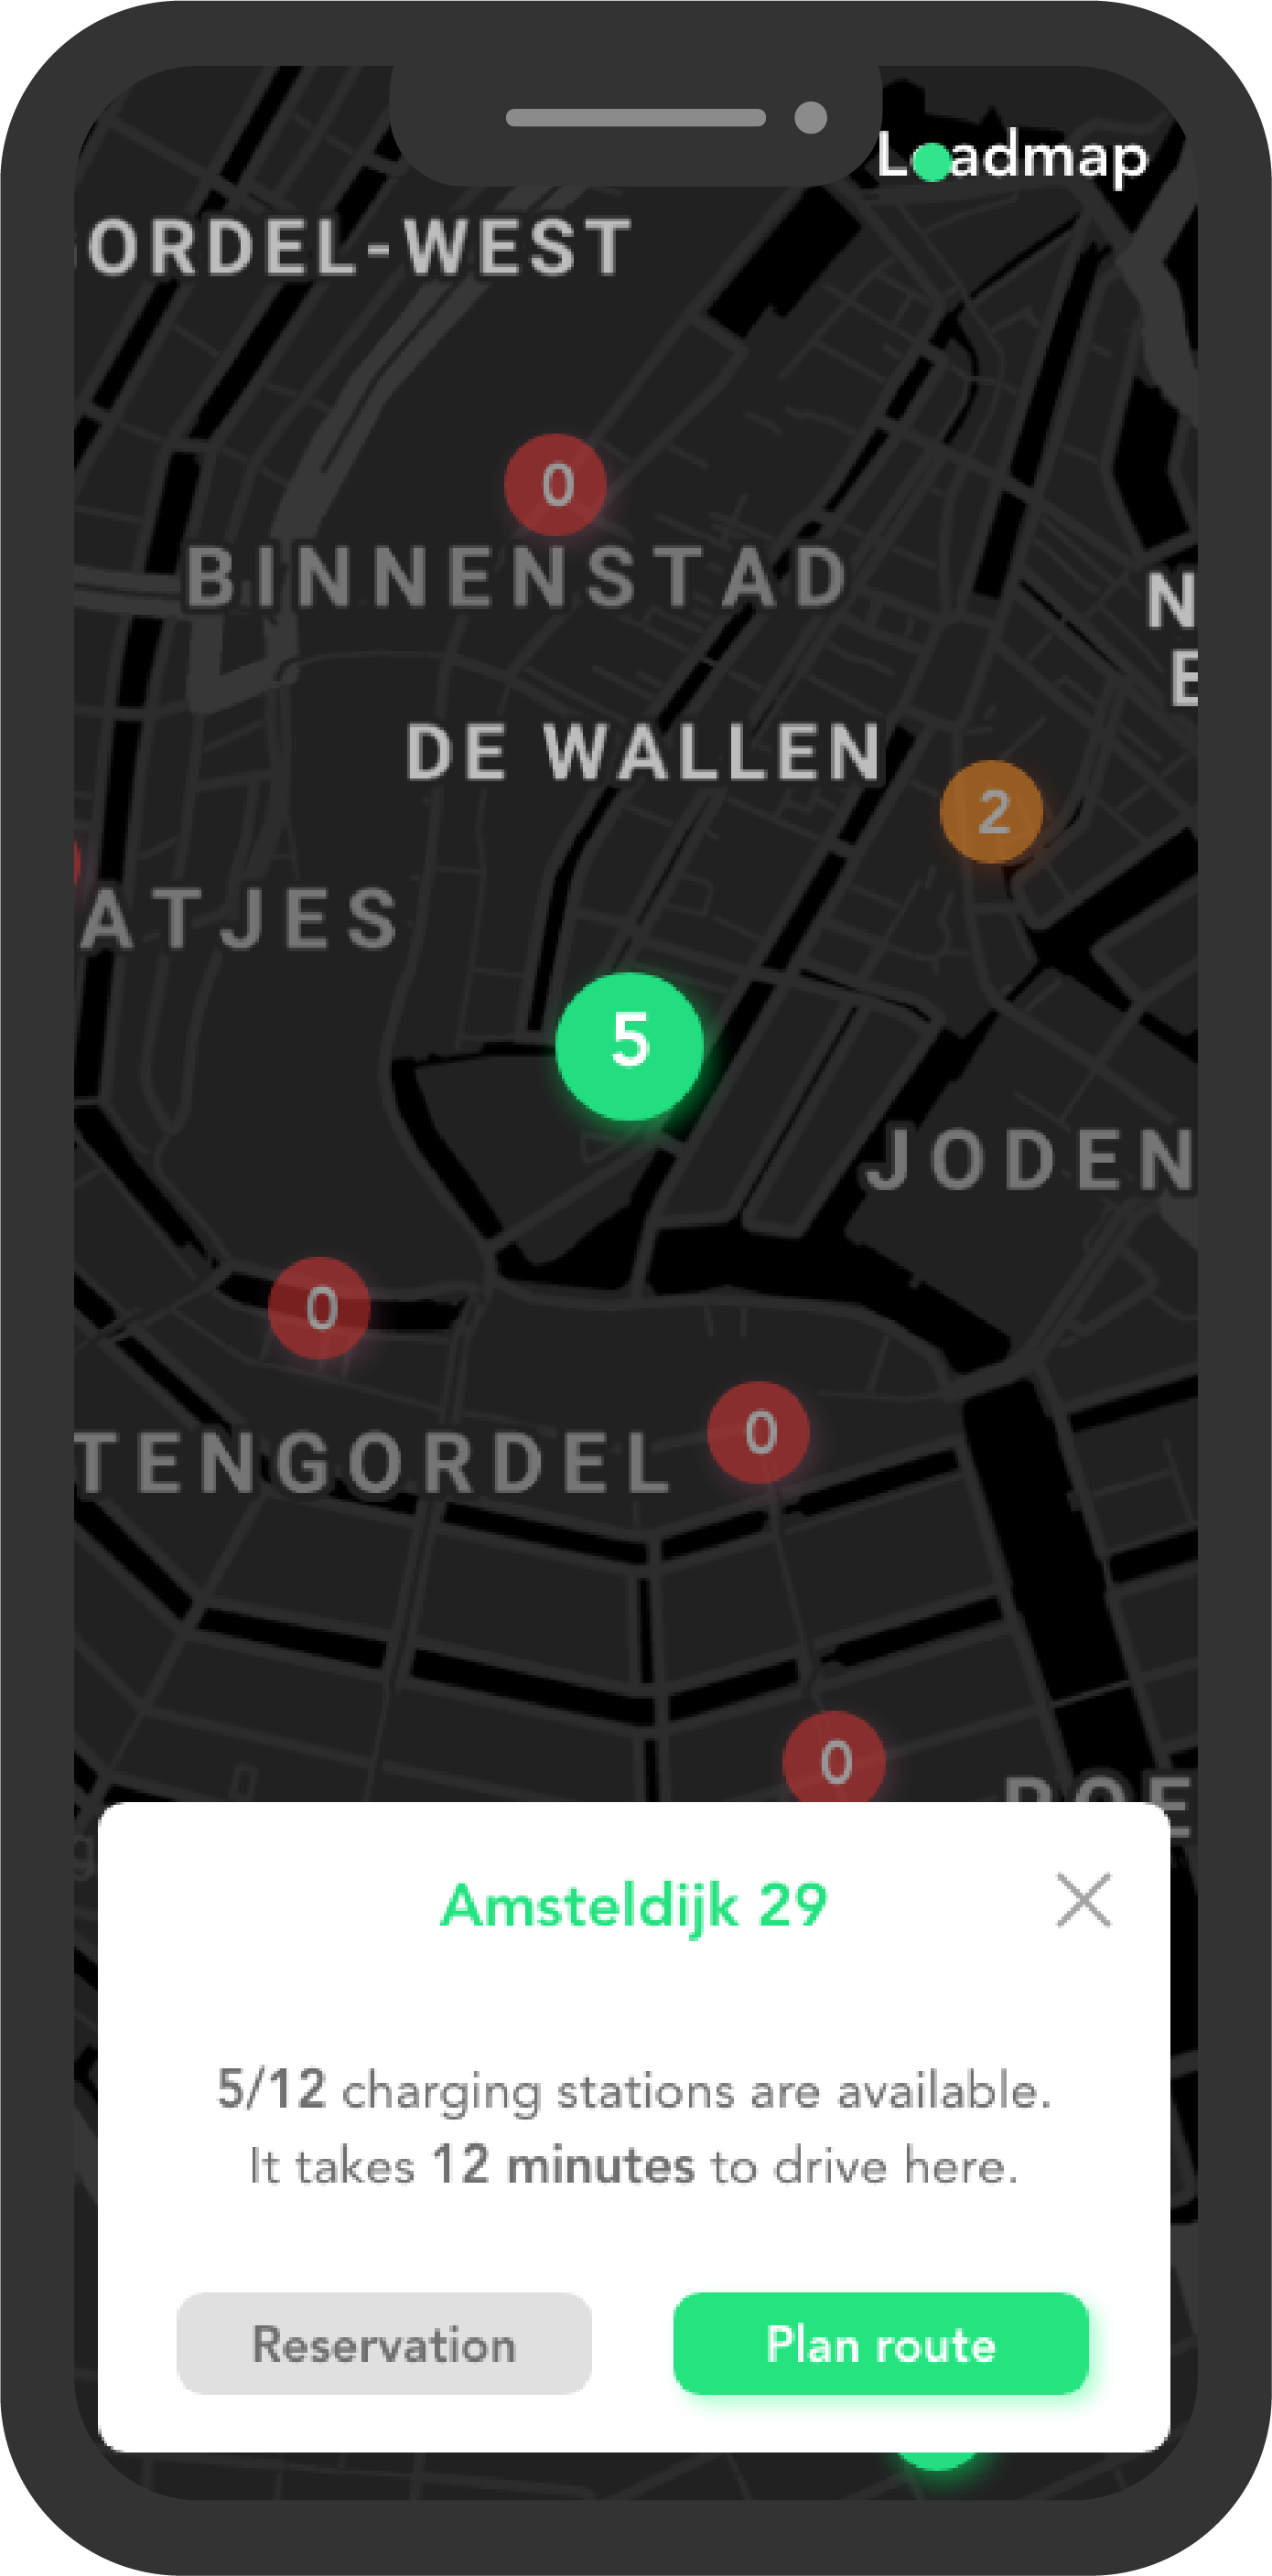 Loadmap
ORDEL-WEST
0
BINNENSTAD
N
E
DE WALLEN
2
ATJES
5
JODEN
0
0
TENGORDEL
0
Amsteldijk 29
5/12 charging stations are available.
It takes 12 minutes to drive here.
Reservation
Plan route